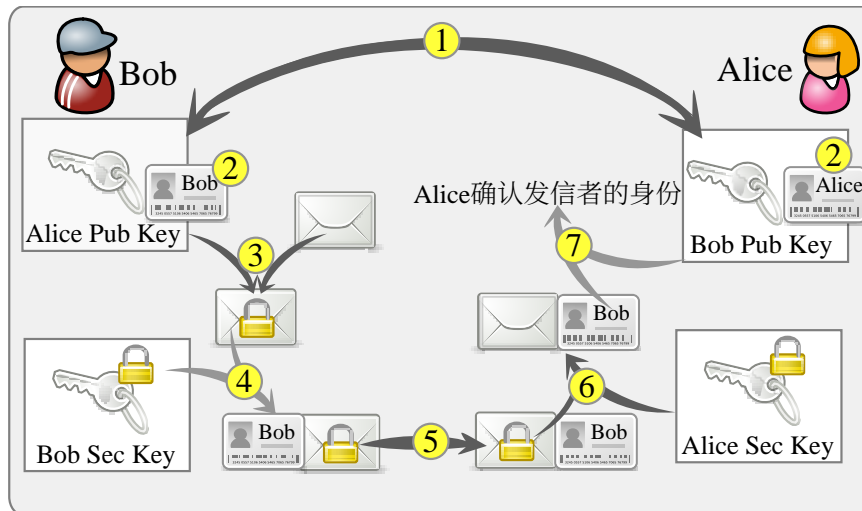 1
Bob
Alice
2
Bob
Alice Pub Key
2
Alice
Bob Pub Key
Alice确认发信者的身份
3
7
Bob
4
Bob Sec Key
6
Alice Sec Key
Bob
5
Bob